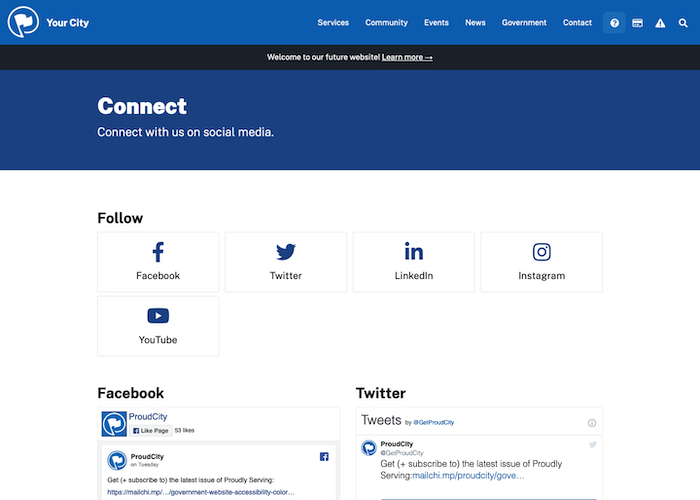 Your City
Services Community Events News Government Contact
Welcome to our future website! Learn more →
Connect
Connect with us on social media.
Follow
Facebook Twitter LinkedIn Instagram
YouTube
Facebook
ProudCity
Like Page 53 likes
ProudCity
on Tuesday
Get (+ subscribe to) the latest issue of Proudly Serving:
https://mailchi.mp/.../government-website-accessibility-color...
Twitter
Tweets by @GetProudCity
ProudCity
@GetProudCity
Get (+ subscribe to) the latest issue of Proudly
Serving:mailchi.mp/proudcity/gove...